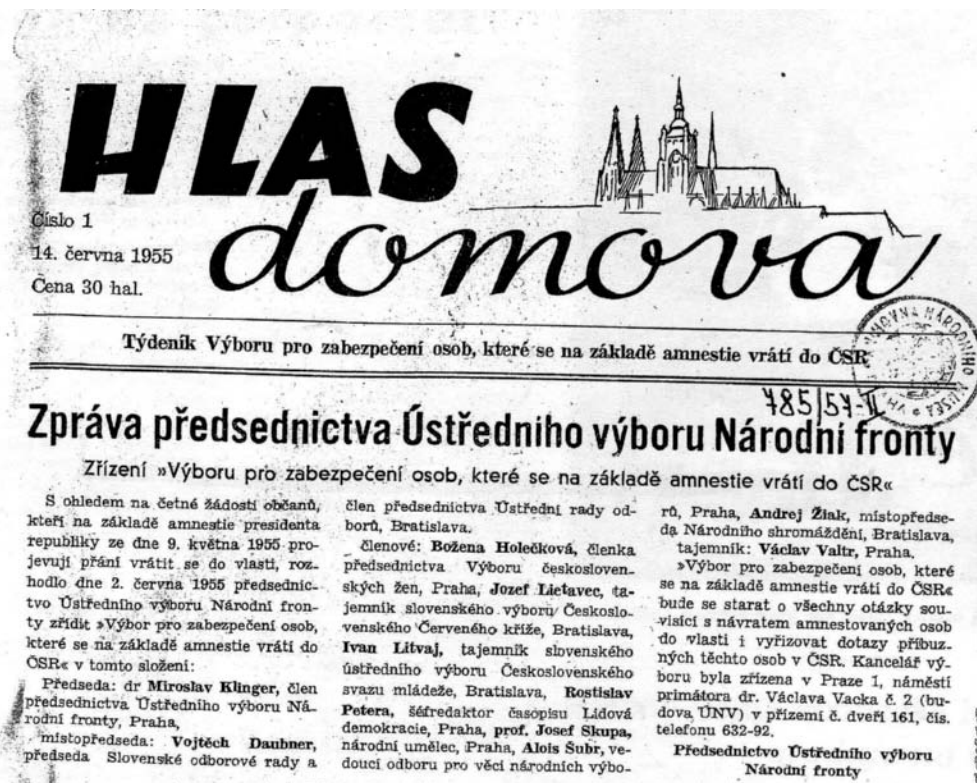 HLAS
domova
Číslo 1
14. června 1955
Cena 30 hal.
Týdeník Výboru pro zabezpečení osob, které se na základě amnestie vrátí do ČSR
785/57-II
Zpráva předsednictva Ústředního výboru Národní fronty
Zřízení »Výboru pro zabezpečení osob, které se na základě amnestie vrátí do ČSR«
S ohledem na četné žádosti občanů,
kteří na základě amnestie presidenta
republiky ze dne 9. května 1955 pro-
jevují přání vrátit se do vlasti, roz-
hodlo dne 2. června 1955 předsednic-
tvo Ústředního výboru Národní fron-
ty zřídit »Výbor pro zabezpečení osob,
které se na základě amnestie vrátí do
ČSR« v tomto složení:
Předseda: dr Miroslav Klinger, člen
předsednictva Ústředního výboru Ná-
rodní fronty, Praha,
místopředseda: Vojtěch Daubner,
předseda Slovenské odborové rady a
člen předsednictva Ústřední rady od-
borů, Bratislava.
členové: Božena Holečková, členka
předsednictva Výboru českosloven-
ských žen, Praha, Jozef Lietavec, ta-
jemník slovenského výboru Českoslo-
venského Červeného kříže, Bratislava,
Ivan Litvaj, tajemník slovenského
ústředního výboru Československého
svazu mládeže, Bratislava, Rostislav
Petera, šéfredaktor časopisu Lidová
demokracie, Praha, prof. Josef Skupa,
národní umělec, Praha, Alois Šubr, ve-
doucí odboru pro věci národních výbo-
rů, Praha, Andrej Žiak, místopředse-
da Národního shromáždění, Bratislava,
tajemník: Václav Valtr, Praha.
»Výbor pro zabezpečení osob, které
se na základě amnestie vrátí do ČSR«
bude se starat o všechny otázky sou-
visící s návratem amnestovaných osob
do vlasti a vyřizovat dotazy příbuz-
ných těchto osob v ČSR. Kancelář vý-
boru byla zřízena v Praze 1, náměstí
primátora dr. Václava Vacka č. 2 (bu-
dova ÚNV) v přízemí č. dveří 161, čís.
telefonu 632-92.
Předsednictvo Ústředního výboru
Národní fronty